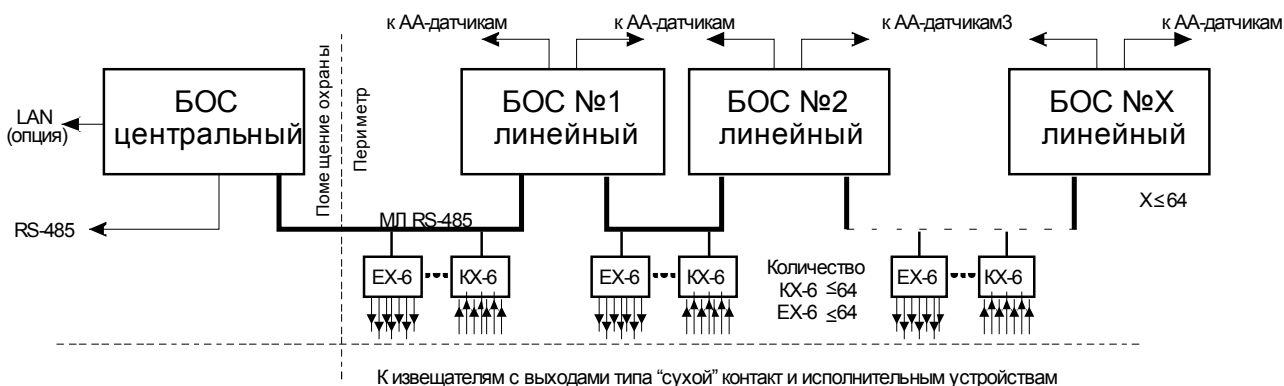 к АА-датчикам
к АА-датчикам
к АА-датчикам3
к АА-датчикам
БОС
центральный
БОС №1
линейный
БОС №2
линейный
БОС №X
линейный
LAN
(опция)
Помещение охраны
Периметр
X≤64
RS-485
МЛ RS-485
ЕХ-6
КХ-6
ЕХ-6
КХ-6
Количество
КХ-6 ≤64
ЕХ-6 ≤64
ЕХ-6
КХ-6
К извещателям с выходами типа “сухой” контакт и исполнительным устройствам